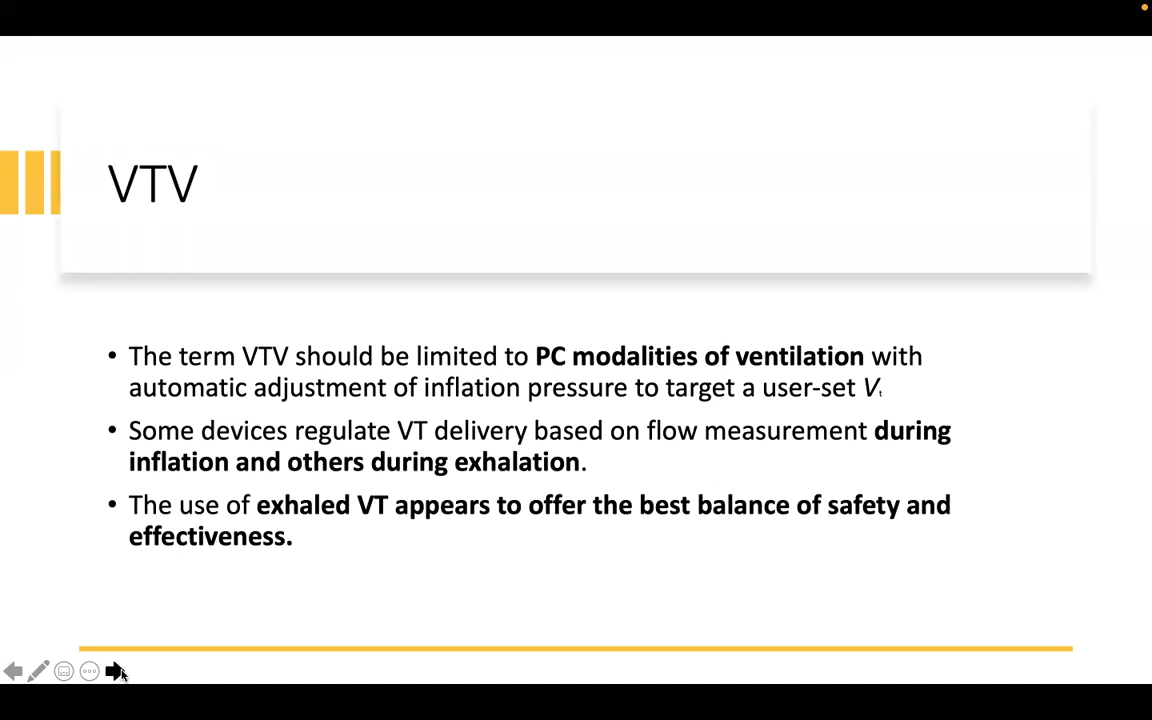 VTV
• The term VTV should be limited to PC modalities of ventilation with
automatic adjustment of inflation pressure to target a user-set Vt
• Some devices regulate VT delivery based on flow measurement during
inflation and others during exhalation.
• The use of exhaled VT appears to offer the best balance of safety and
effectiveness.